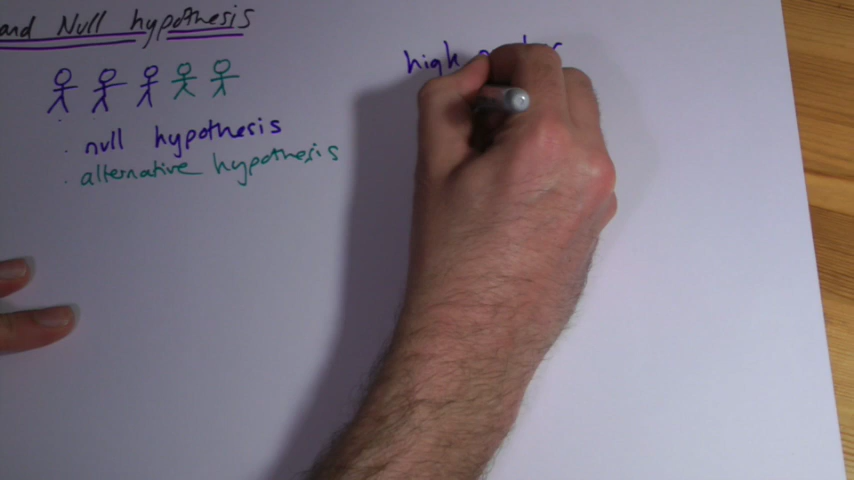 and Null hypothesis
null hypothesis
alternative hypothesis
high